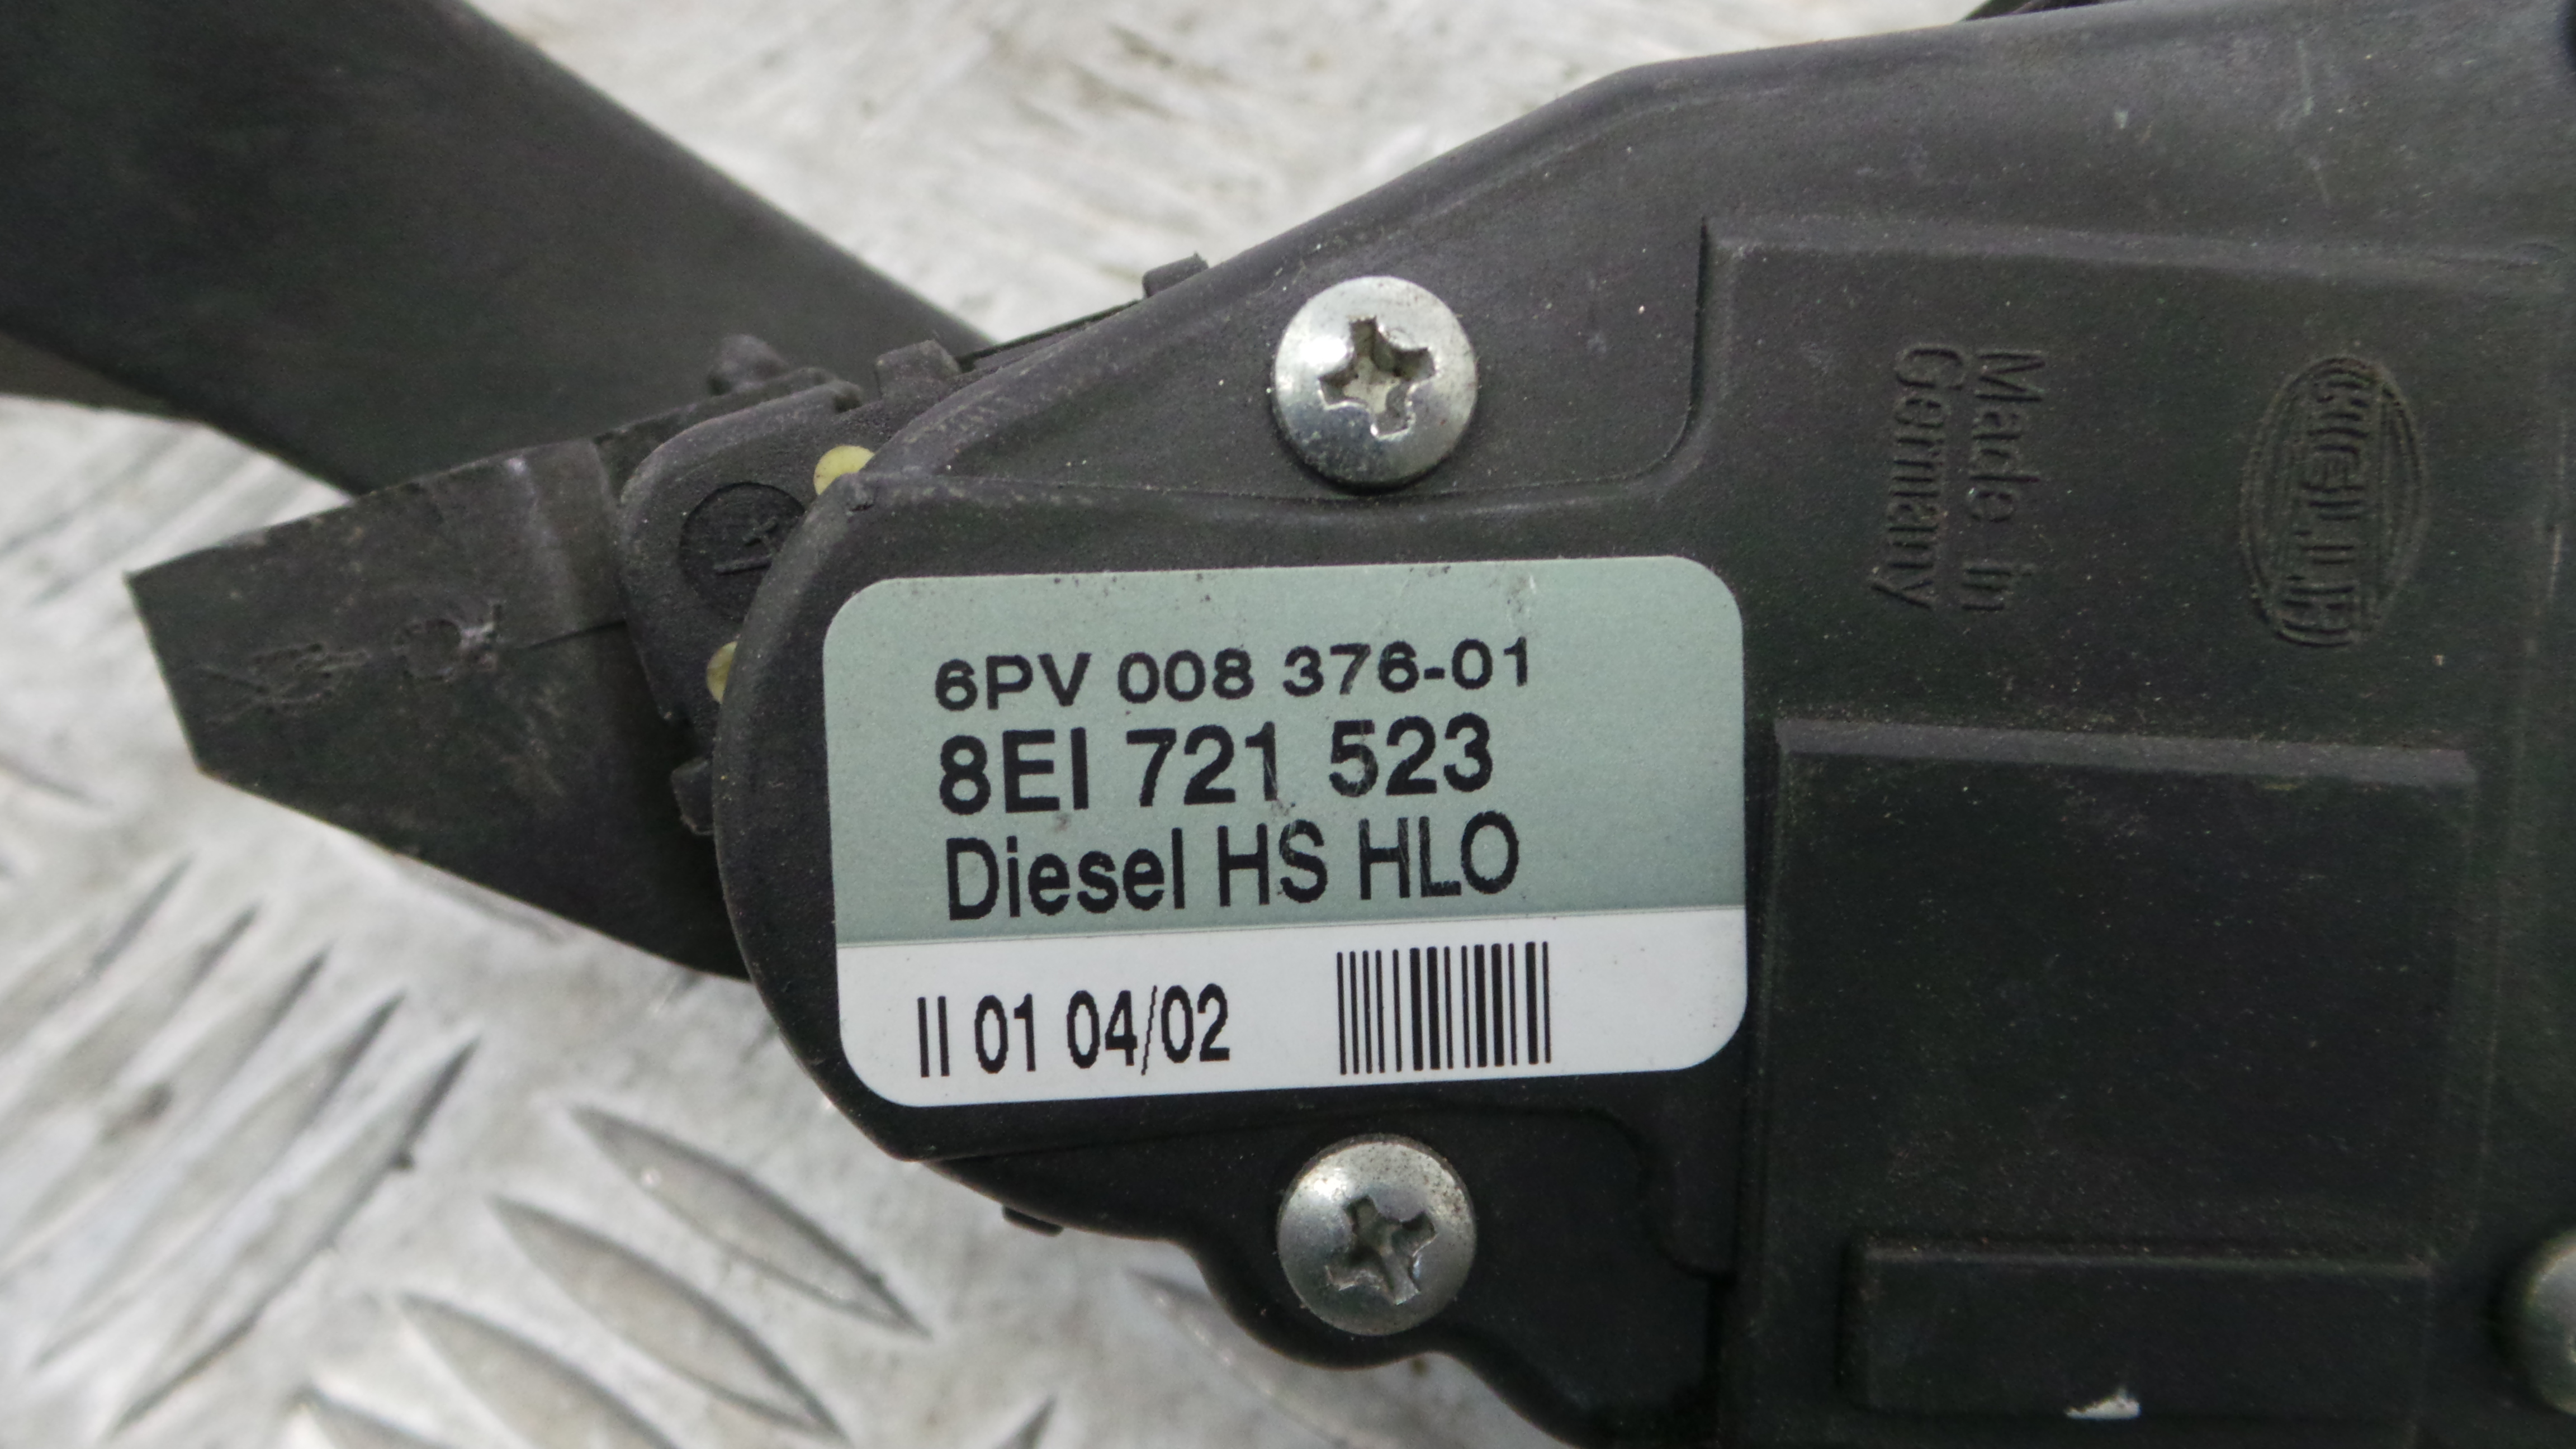 Made in
Germany
Hella
6PV 008 376-01
8EI 721 523
Diesel HS HLO
II 01 04/02